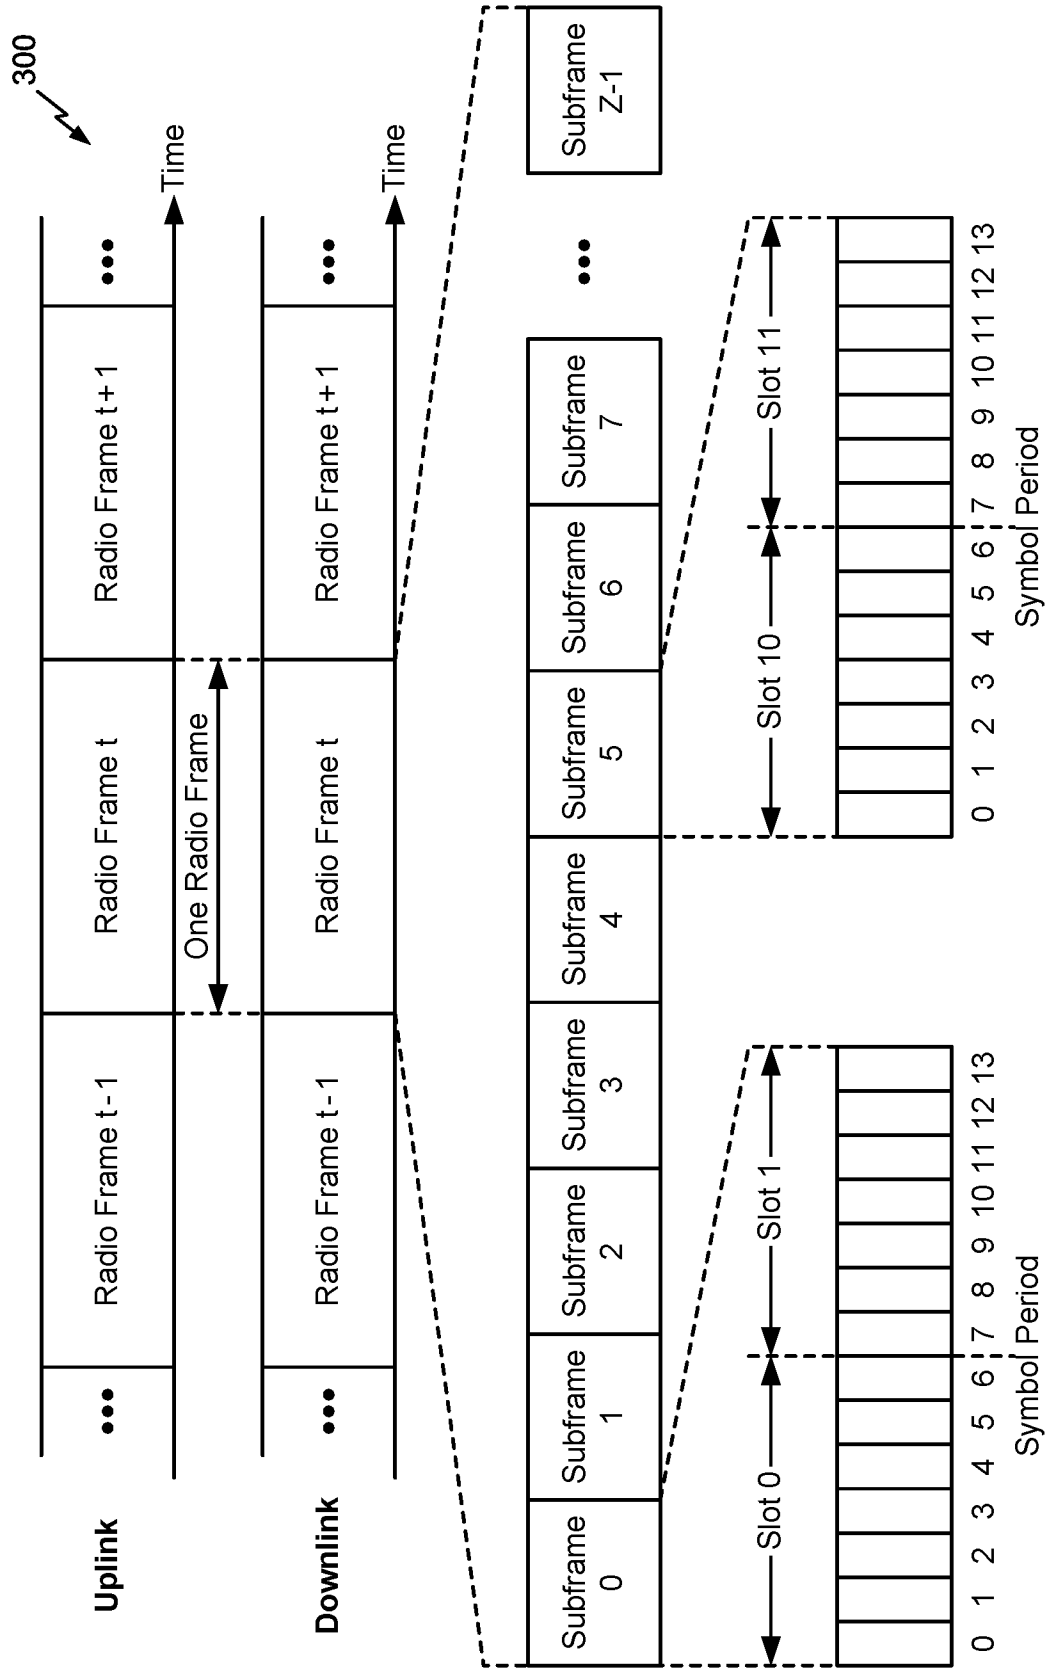 300
Uplink
•••
Radio Frame t-1
Radio Frame t
Radio Frame t+1
•••
Time
One Radio Frame
Downlink
•••
Radio Frame t-1
Radio Frame t
Radio Frame t+1
•••
Time
Subframe
0
Subframe
1
Subframe
2
Subframe
3
Subframe
4
Subframe
5
Subframe
6
Subframe
7
•••
Subframe
Z-1
Slot 0
Slot 1
0 1 2 3 4 5 6 7 8 9 10 11 12 13
Symbol Period
Slot 10
Slot 11
0 1 2 3 4 5 6 7 8 9 10 11 12 13
Symbol Period